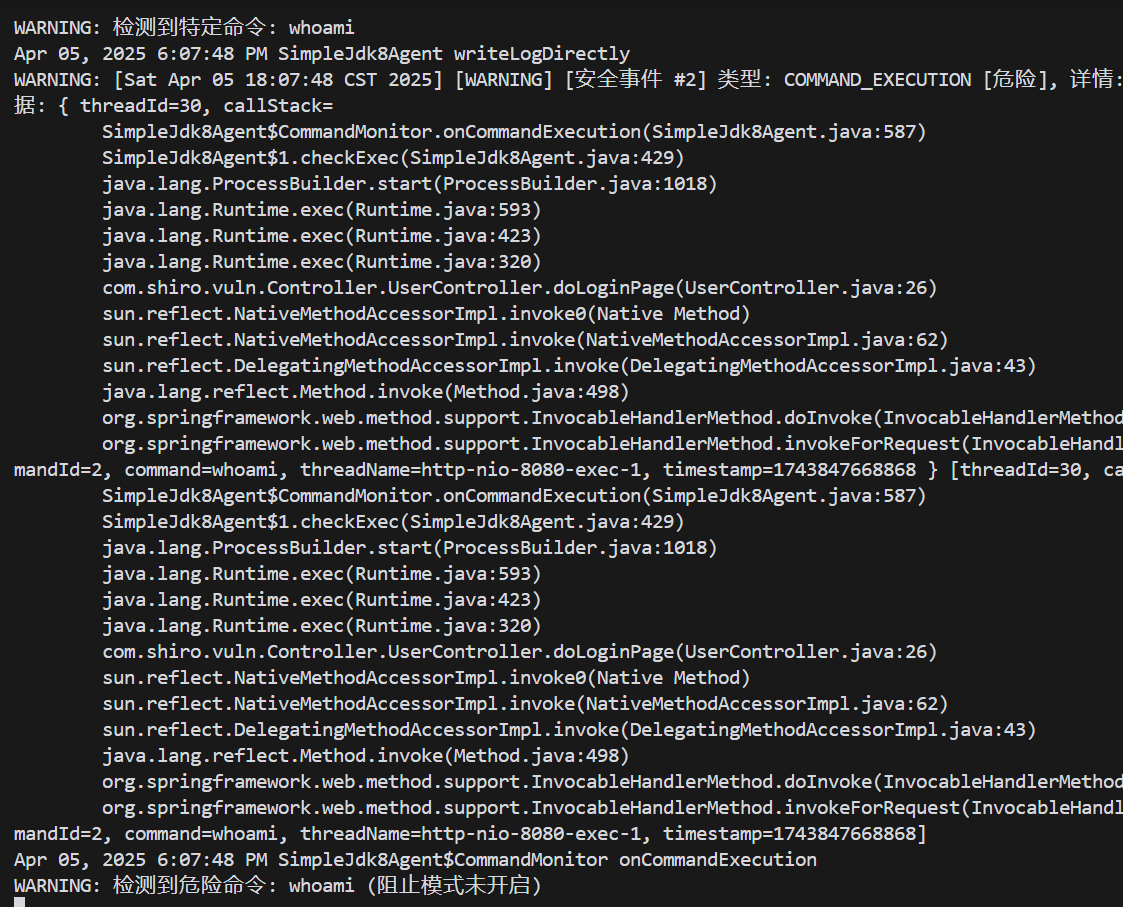 WARNING: 检测到特定命令: whoami
Apr 05, 2025 6:07:48 PM SimpleJdk8Agent writeLogDirectly
WARNING: [Sat Apr 05 18:07:48 CST 2025] [WARNING] [安全事件 #2] 类型: COMMAND_EXECUTION [危险], 详情:
据: { threadId=30, callStack=
SimpleJdk8Agent$CommandMonitor.onCommandExecution(SimpleJdk8Agent.java:587)
SimpleJdk8Agent$1.checkExec(SimpleJdk8Agent.java:429)
java.lang.ProcessBuilder.start(ProcessBuilder.java:1018)
java.lang.Runtime.exec(Runtime.java:593)
java.lang.Runtime.exec(Runtime.java:423)
java.lang.Runtime.exec(Runtime.java:320)
com.shiro.vuln.Controller.UserController.doLoginPage(UserController.java:26)
sun.reflect.NativeMethodAccessorImpl.invoke0(Native Method)
sun.reflect.NativeMethodAccessorImpl.invoke(NativeMethodAccessorImpl.java:62)
sun.reflect.DelegatingMethodAccessorImpl.invoke(DelegatingMethodAccessorImpl.java:43)
java.lang.reflect.Method.invoke(Method.java:498)
org.springframework.web.method.support.InvocableHandlerMethod.doInvoke(InvocableHandlerMethod
org.springframework.web.method.support.InvocableHandlerMethod.invokeForRequest(InvocableHandl
mandId=2, command=whoami, threadName=http-nio-8080-exec-1, timestamp=1743847668868 } [threadId=30, ca
SimpleJdk8Agent$CommandMonitor.onCommandExecution(SimpleJdk8Agent.java:587)
SimpleJdk8Agent$1.checkExec(SimpleJdk8Agent.java:429)
java.lang.ProcessBuilder.start(ProcessBuilder.java:1018)
java.lang.Runtime.exec(Runtime.java:593)
java.lang.Runtime.exec(Runtime.java:423)
java.lang.Runtime.exec(Runtime.java:320)
com.shiro.vuln.Controller.UserController.doLoginPage(UserController.java:26)
sun.reflect.NativeMethodAccessorImpl.invoke0(Native Method)
sun.reflect.NativeMethodAccessorImpl.invoke(NativeMethodAccessorImpl.java:62)
sun.reflect.DelegatingMethodAccessorImpl.invoke(DelegatingMethodAccessorImpl.java:43)
java.lang.reflect.Method.invoke(Method.java:498)
org.springframework.web.method.support.InvocableHandlerMethod.doInvoke(InvocableHandlerMethod
org.springframework.web.method.support.InvocableHandlerMethod.invokeForRequest(InvocableHandl
mandId=2, command=whoami, threadName=http-nio-8080-exec-1, timestamp=1743847668868]
Apr 05, 2025 6:07:48 PM SimpleJdk8Agent$CommandMonitor onCommandExecution
WARNING: 检测到危险命令: whoami (阻止模式未开启)